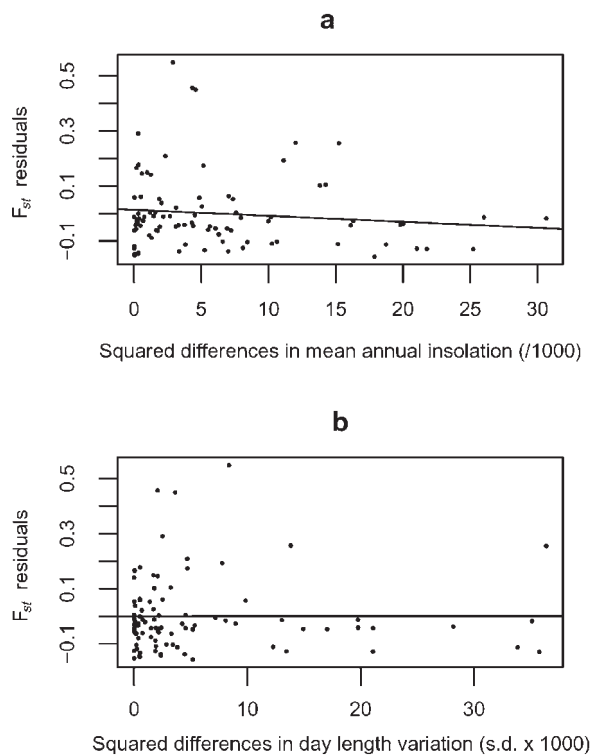 a
0.5
0.3
0.1
−0.1
Fst residuals
0 5 10 15 20 25 30
Squared differences in mean annual insolation (/1000)
b
0.5
0.3
0.1
−0.1
Fst residuals
0 10 20 30
Squared differences in day length variation (s.d. x 1000)